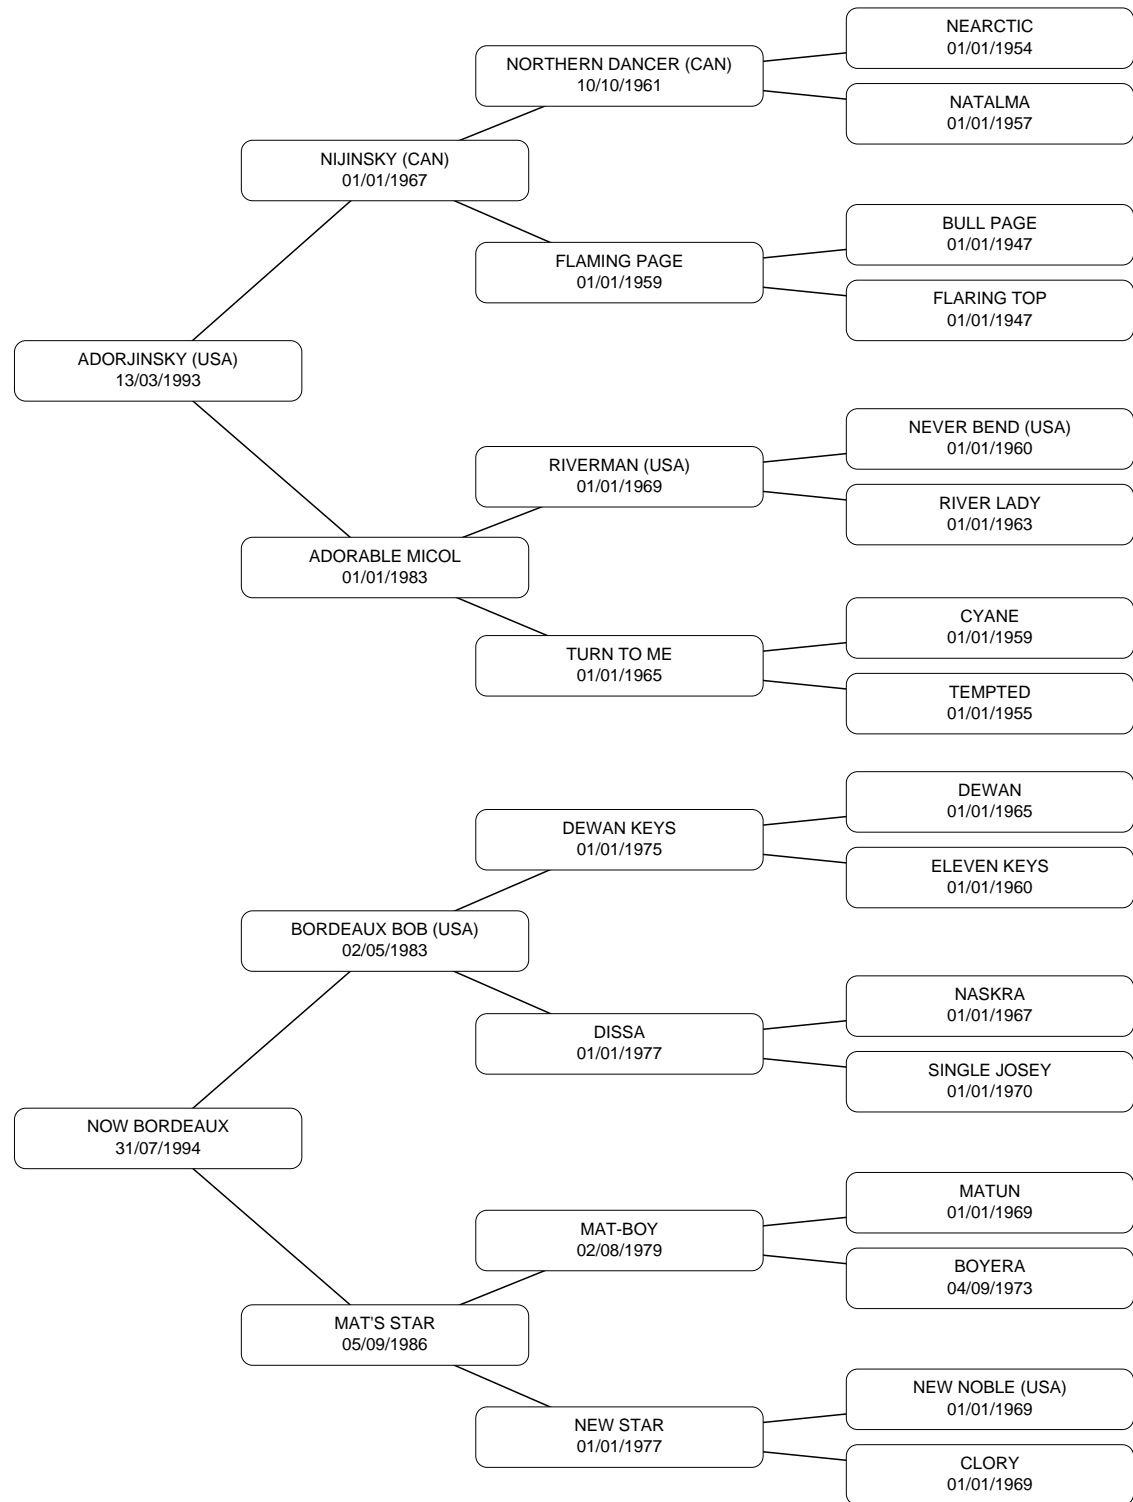 NEARCTIC
01/01/1954
NORTHERN DANCER (CAN)
10/10/1961
NATALMA
01/01/1957
NIJINSKY (CAN)
01/01/1967
BULL PAGE
01/01/1947
FLAMING PAGE
01/01/1959
FLARING TOP
01/01/1947
ADORJINSKY (USA)
13/03/1993
NEVER BEND (USA)
01/01/1960
RIVERMAN (USA)
01/01/1969
RIVER LADY
01/01/1963
ADORABLE MICOL
01/01/1983
CYANE
01/01/1959
TURN TO ME
01/01/1965
TEMPTED
01/01/1955
DEWAN
01/01/1965
DEWAN KEYS
01/01/1975
ELEVEN KEYS
01/01/1960
BORDEAUX BOB (USA)
02/05/1983
NASKRA
01/01/1967
DISSA
01/01/1977
SINGLE JOSEY
01/01/1970
NOW BORDEAUX
31/07/1994
MATUN
01/01/1969
MAT-BOY
02/08/1979
BOYERA
04/09/1973
MAT'S STAR
05/09/1986
NEW NOBLE (USA)
01/01/1969
NEW STAR
01/01/1977
CLORY
01/01/1969